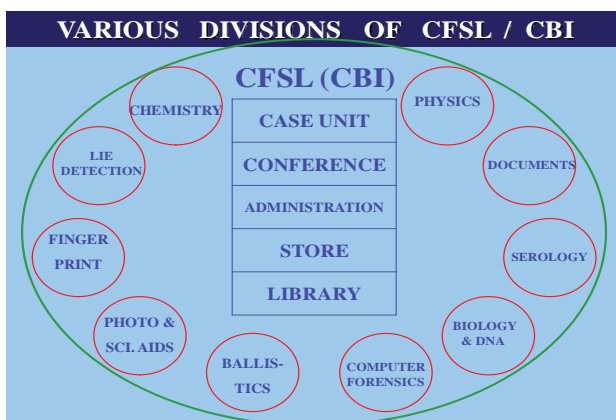 VARIOUS DIVISIONS OF CFSL / CBI
CFSL (CBI)
CHEMISTRY
PHYSICS
CASE UNIT
LIE
DETECTION
CONFERENCE
DOCUMENTS
ADMINISTRATION
FINGER
PRINT
STORE
SEROLOGY
LIBRARY
PHOTO &
SCI. AIDS
BIOLOGY
& DNA
BALLIS-
TICS
COMPUTER
FORENSICS